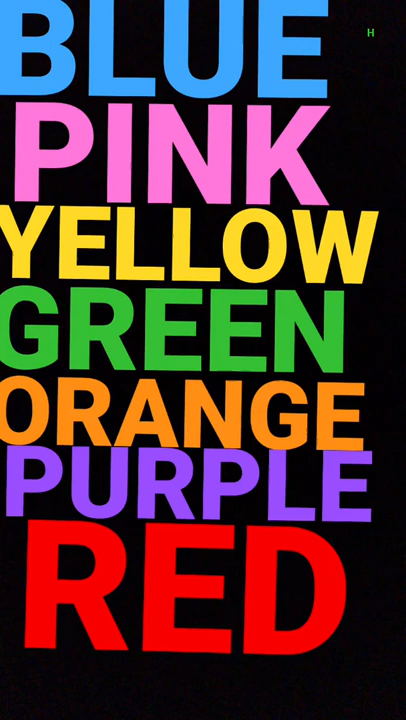 H
BLUE
PINK
YELLOW
GREEN
ORANGE
PURPLE
RED